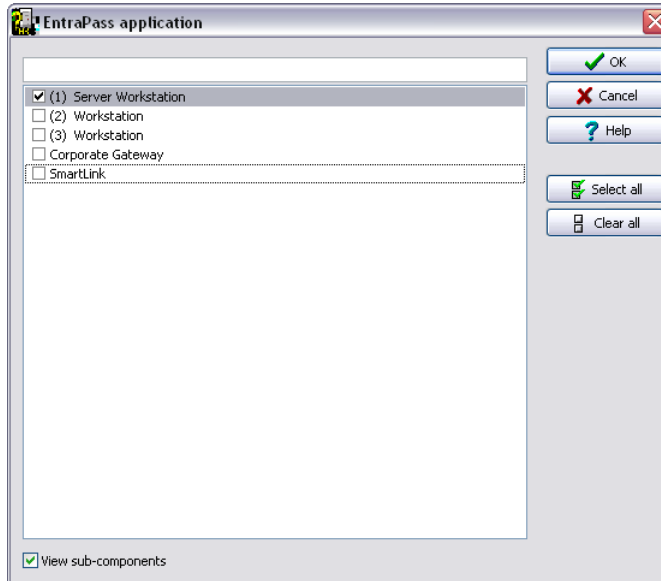 EntraPass application
(1) Server Workstation
(2) Workstation
(3) Workstation
Corporate Gateway
SmartLink
OK
Cancel
? Help
Select all
Clear all
View sub-components